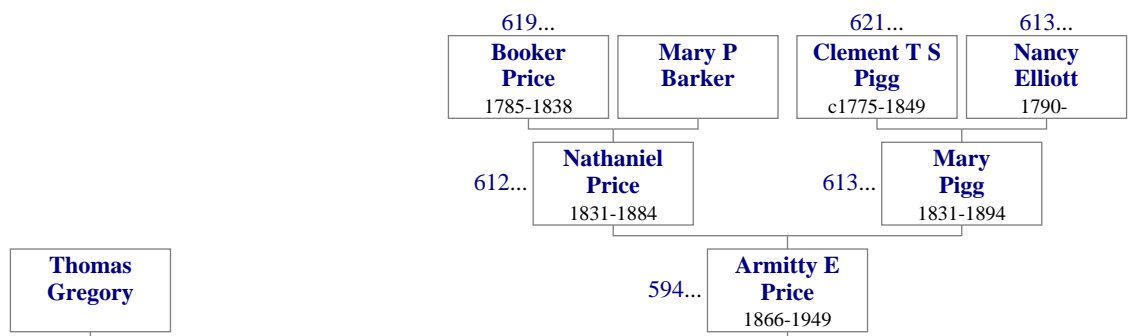 619...
621...
613...
Booker
Price
1785-1838
Mary P
Barker
Clement T S
Pigg
c1775-1849
Nancy
Elliott
1790-
612...
Nathaniel
Price
1831-1884
613...
Mary
Pigg
1831-1894
Thomas
Gregory
594...
Armitty E
Price
1866-1949